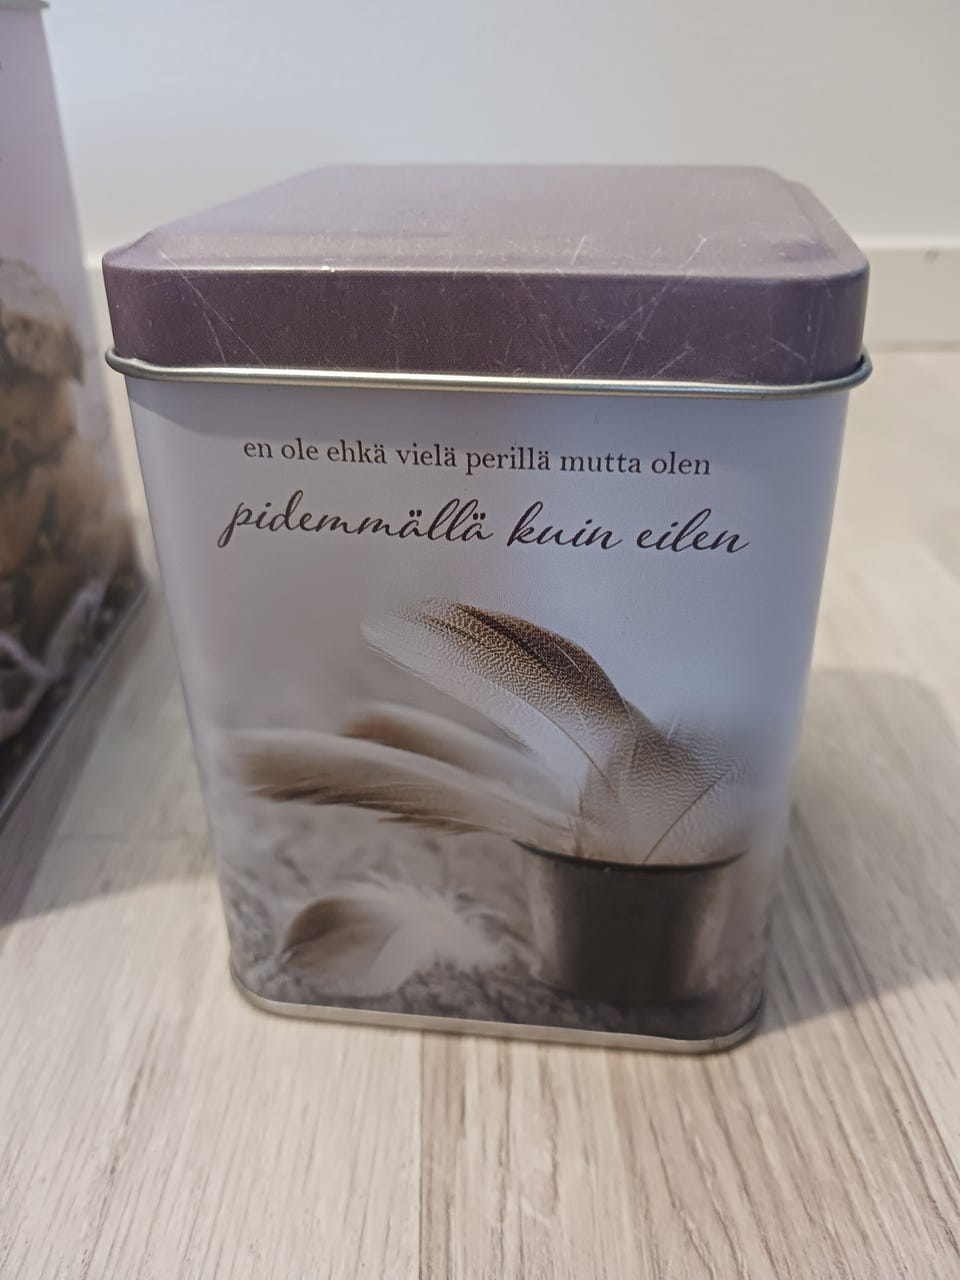 en ole ehkä vielä perillä mutta olen
pidemmällä kuin eilen